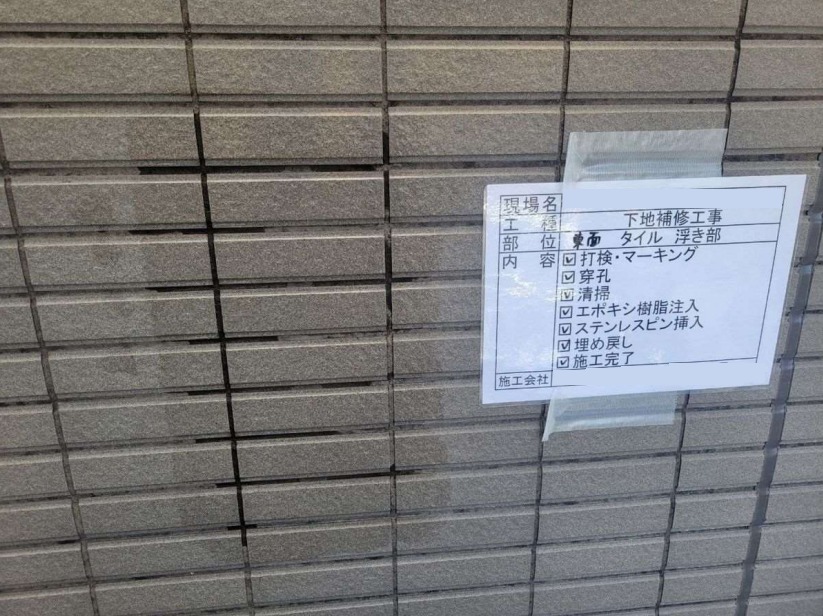 現場名
工種 下地補修工事
部位 東面 タイル 浮き部
内容 ☑打検・マーキング
☑穿孔
☑清掃
☑エポキシ樹脂注入
☑ステンレスピン挿入
☑埋め戻し
☑施工完了
施工会社